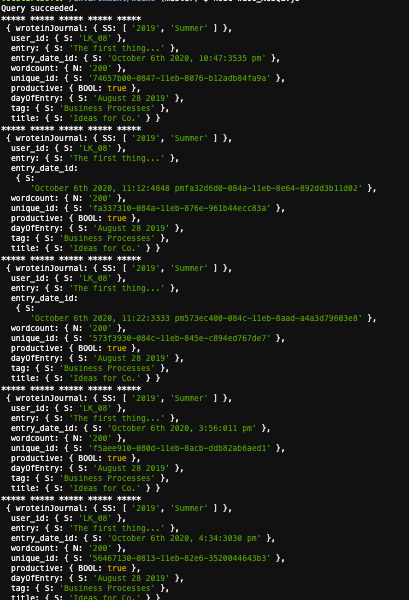 Query succeeded.
***** ***** ***** ***** *****
{ wroteinJournal: { SS: [ '2019', 'Summer' ] },
user_id: { S: 'LK_08' },
entry: { S: 'The first thing...' },
entry_date_id: { S: 'October 6th 2020, 10:47:3535 pm' },
wordcount: { N: '200' },
unique_id: { S: '74657b00-0847-11eb-8076-b12adb84fa9a' },
productive: { BOOL: true },
dayOfEntry: { S: 'August 28 2019' },
tag: { S: 'Business Processes' },
title: { S: 'Ideas for Co.' } }
***** ***** ***** ***** *****
{ wroteinJournal: { SS: [ '2019', 'Summer' ] },
user_id: { S: 'LK_08' },
entry: { S: 'The first thing...' },
entry_date_id:
{ S:
'October 6th 2020, 11:12:4848 pmfa32d6d0-084a-11eb-8e64-892dd3b11d02' },
wordcount: { N: '200' },
unique_id: { S: 'fa337310-084a-11eb-876e-961b44ecc83a' },
productive: { BOOL: true },
dayOfEntry: { S: 'August 28 2019' },
tag: { S: 'Business Processes' },
title: { S: 'Ideas for Co.' } }
***** ***** ***** ***** *****
{ wroteinJournal: { SS: [ '2019', 'Summer' ] },
user_id: { S: 'LK_08' },
entry: { S: 'The first thing...' },
entry_date_id:
{ S:
'October 6th 2020, 11:22:3333 pm573ec400-084c-11eb-8aad-a4a3d79603e8' },
wordcount: { N: '200' },
unique_id: { S: '573f3930-084c-11eb-845e-c894ed767de7' },
productive: { BOOL: true },
dayOfEntry: { S: 'August 28 2019' },
tag: { S: 'Business Processes' },
title: { S: 'Ideas for Co.' } }
***** ***** ***** ***** *****
{ wroteinJournal: { SS: [ '2019', 'Summer' ] },
user_id: { S: 'LK_08' },
entry: { S: 'The first thing...' },
entry_date_id: { S: 'October 6th 2020, 3:56:011 pm' },
wordcount: { N: '200' },
unique_id: { S: 'f5aee910-080d-11eb-8acb-ddb82ab6aed1' },
productive: { BOOL: true },
dayOfEntry: { S: 'August 28 2019' },
tag: { S: 'Business Processes' },
title: { S: 'Ideas for Co.' } }
***** ***** ***** ***** *****
{ wroteinJournal: { SS: [ '2019', 'Summer' ] },
user_id: { S: 'LK_08' },
entry: { S: 'The first thing...' },
entry_date_id: { S: 'October 6th 2020, 4:34:3030 pm' },
wordcount: { N: '200' },
unique_id: { S: '56467130-0813-11eb-82e6-3520044643b3' },
productive: { BOOL: true },
dayOfEntry: { S: 'August 28 2019' },
tag: { S: 'Business Processes' },
title: { S: 'Ideas for Co.' } }